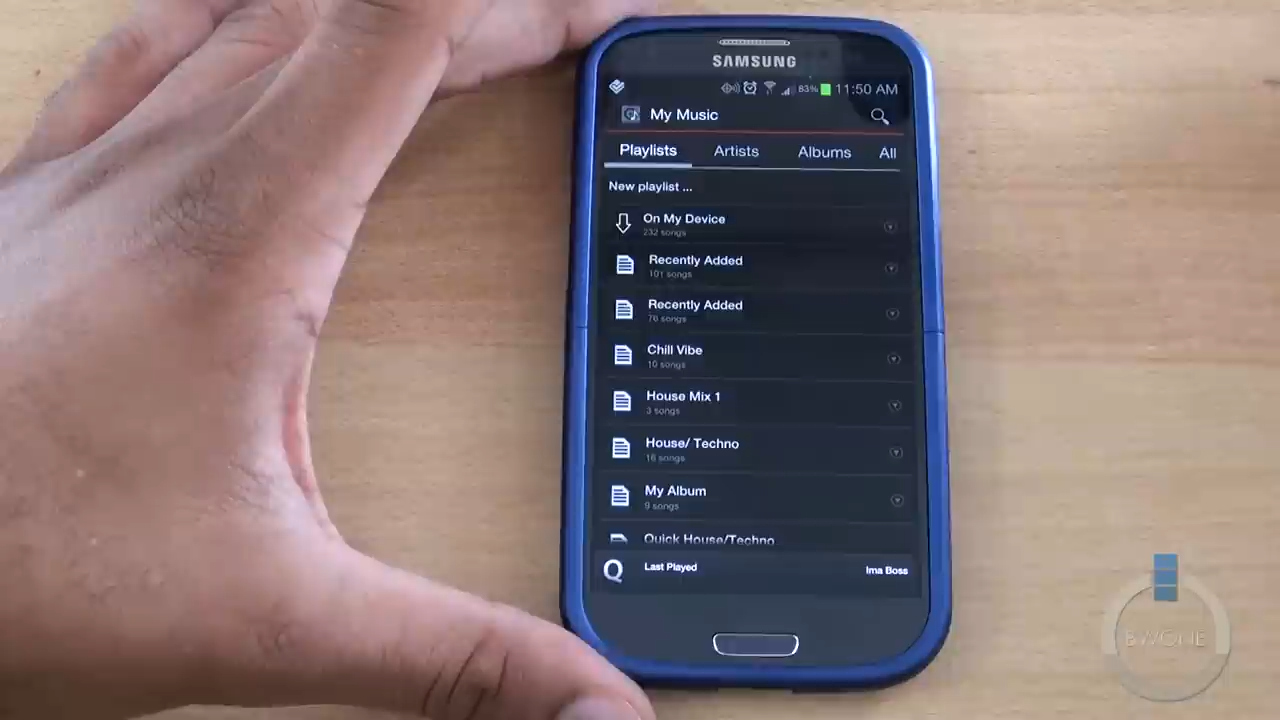 SAMSUNG
83% 11:50 AM
My Music
Playlists Artists Albums All
New playlist ...
On My Device
232 songs
Recently Added
101 songs
Recently Added
76 songs
Chill Vibe
10 songs
House Mix 1
3 songs
House/ Techno
16 songs
My Album
9 songs
Quick House/Techno
Q Last Played Ima Boss
BWONE